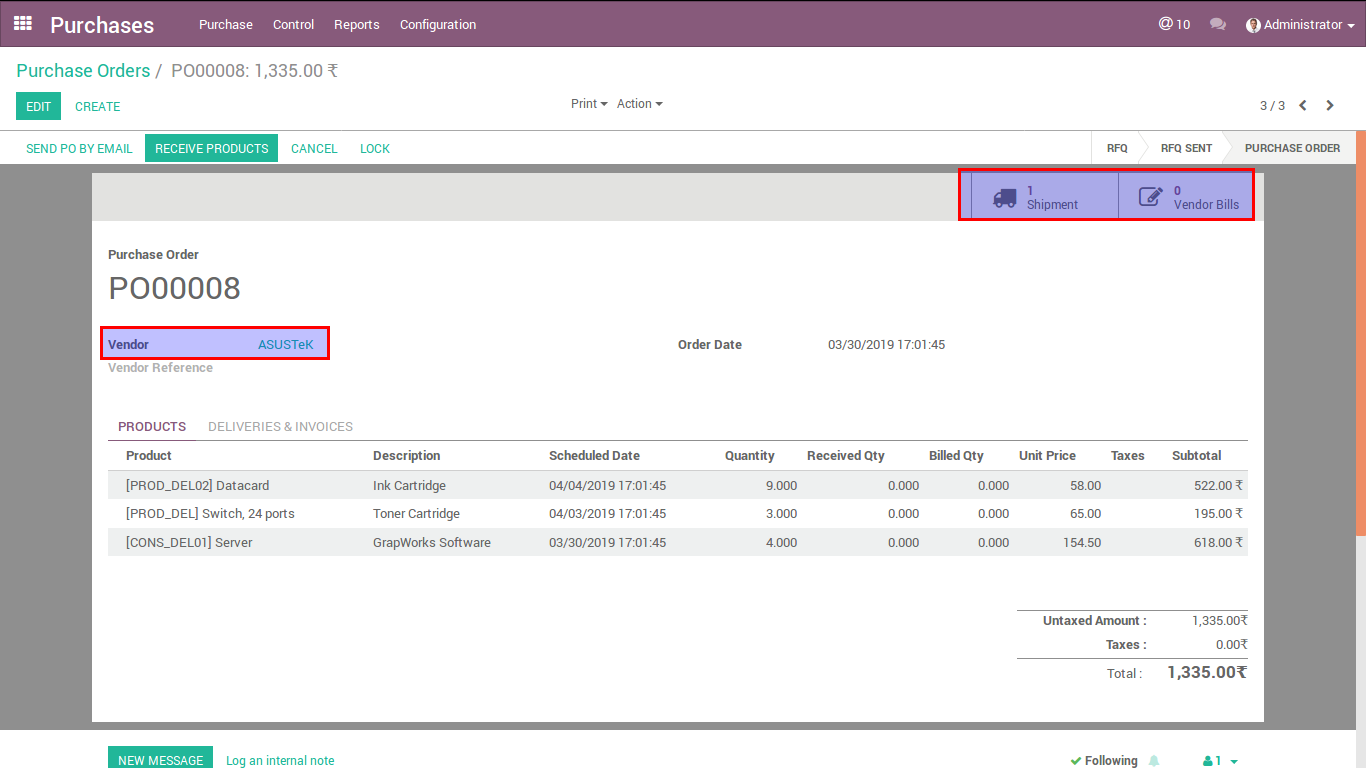 Purchases Purchase Control Reports Configuration @ 10 Administrator
Purchase Orders / PO00008: 1,335.00 ₹
EDIT CREATE Print Action 3 / 3
SEND PO BY EMAIL RECEIVE PRODUCTS CANCEL LOCK RFQ RFQ SENT PURCHASE ORDER
1 Shipment 0 Vendor Bills
Purchase Order
PO00008
Vendor ASUSTeK Order Date 03/30/2019 17:01:45
Vendor Reference
PRODUCTS DELIVERIES & INVOICES
Product Description Scheduled Date Quantity Received Qty Billed Qty Unit Price Taxes Subtotal
[PROD_DEL02] Datacard Ink Cartridge 04/04/2019 17:01:45 9.000 0.000 0.000 58.00 522.00 ₹
[PROD_DEL] Switch, 24 ports Toner Cartridge 04/03/2019 17:01:45 3.000 0.000 0.000 65.00 195.00 ₹
[CONS_DEL01] Server GrapWorks Software 03/30/2019 17:01:45 4.000 0.000 0.000 154.50 618.00 ₹
Untaxed Amount : 1,335.00₹
Taxes : 0.00₹
Total : 1,335.00₹
NEW MESSAGE Log an internal note Following 1